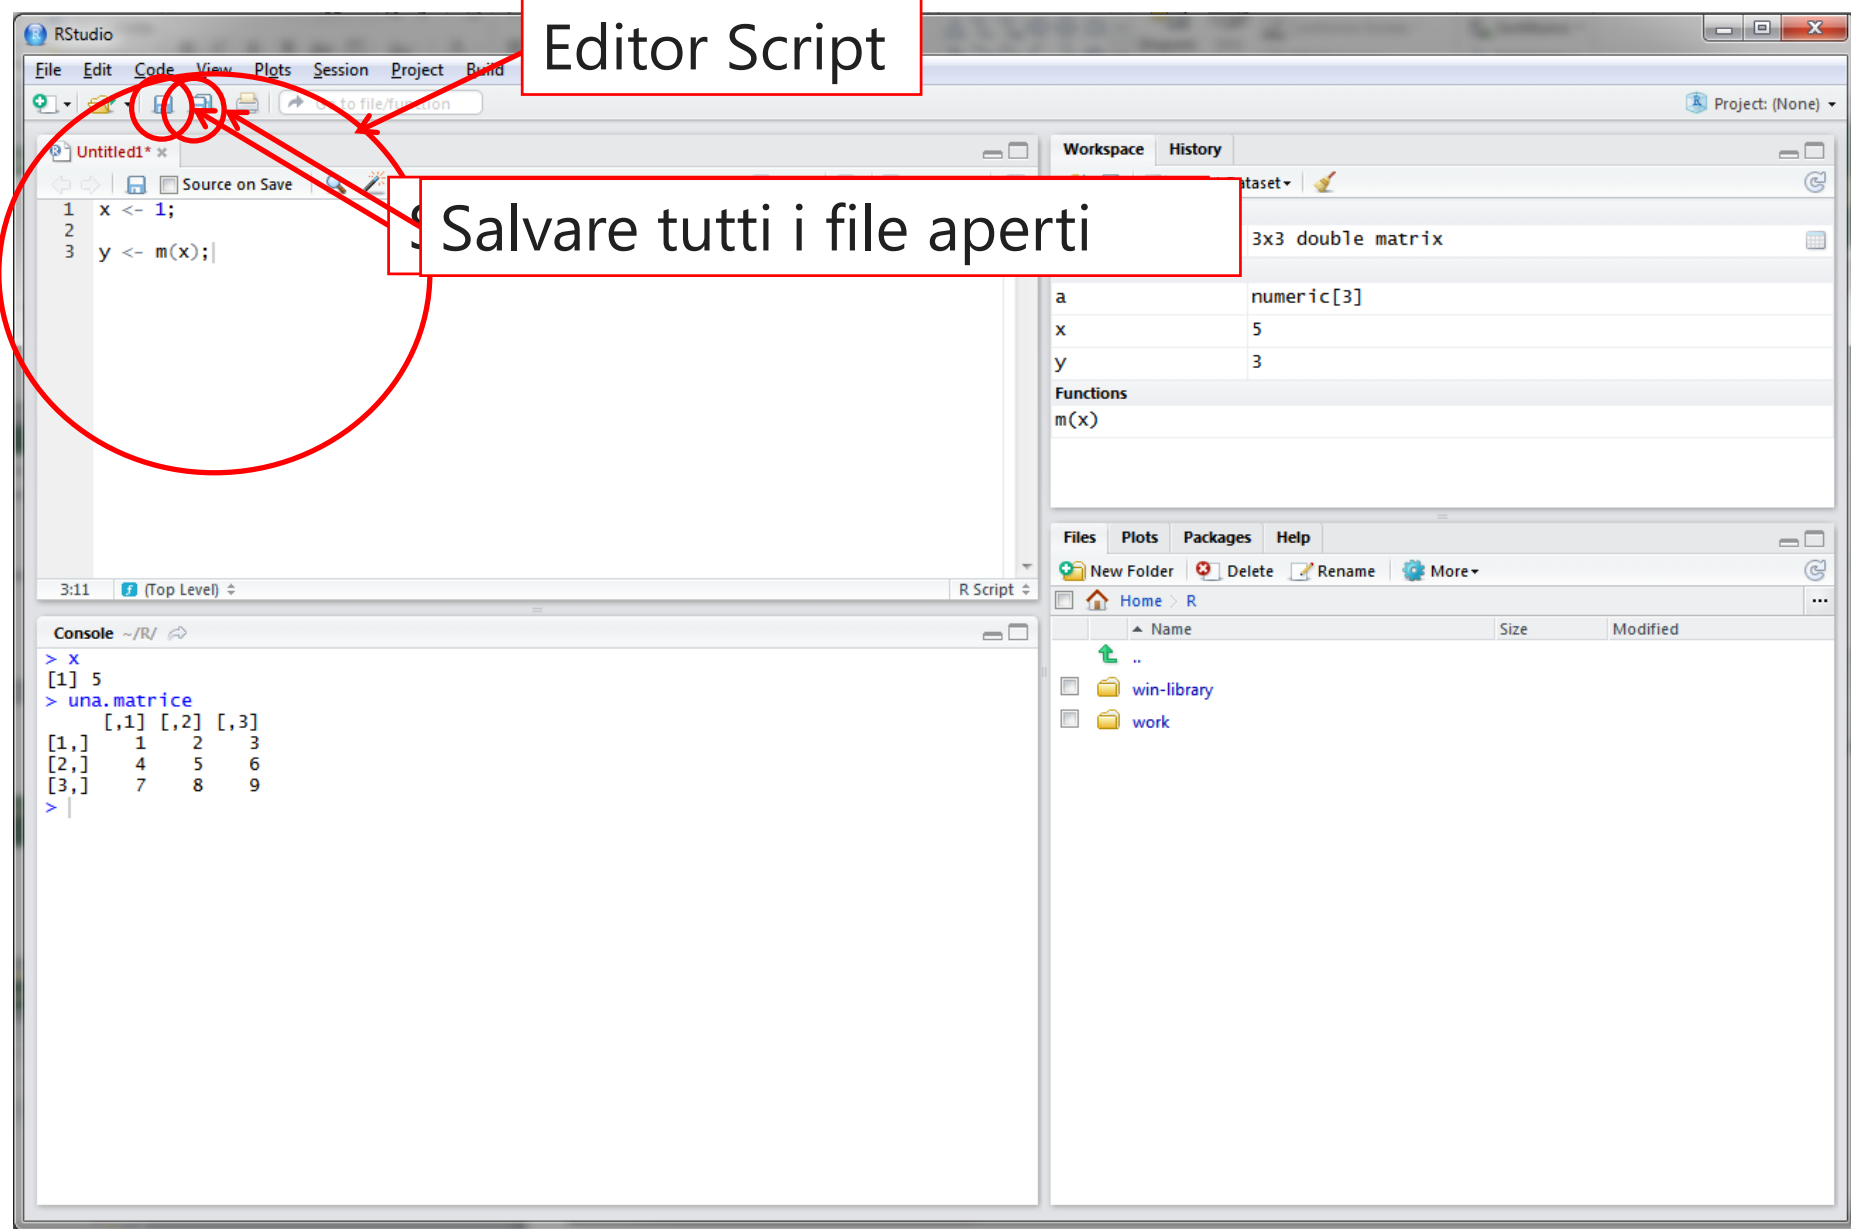 Editor Script
RStudio
File Edit Code View Plots Session Project Build
Go to file/function
Project: (None)
Untitled1*
Source on Save
Salvare tutti i file aperti
1 x <- 1;
2
3 y <- m(x);
3:11 (Top Level) R Script
Console ~/R/
> x
[1] 5
> una.matrice
[,1] [,2] [,3]
[1,] 1 2 3
[2,] 4 5 6
[3,] 7 8 9
>
Workspace History
3x3 double matrix
a numeric[3]
x 5
y 3
Functions
m(x)
Files Plots Packages Help
New Folder Delete Rename More
Home R ...
Name Size Modified
..
win-library
work